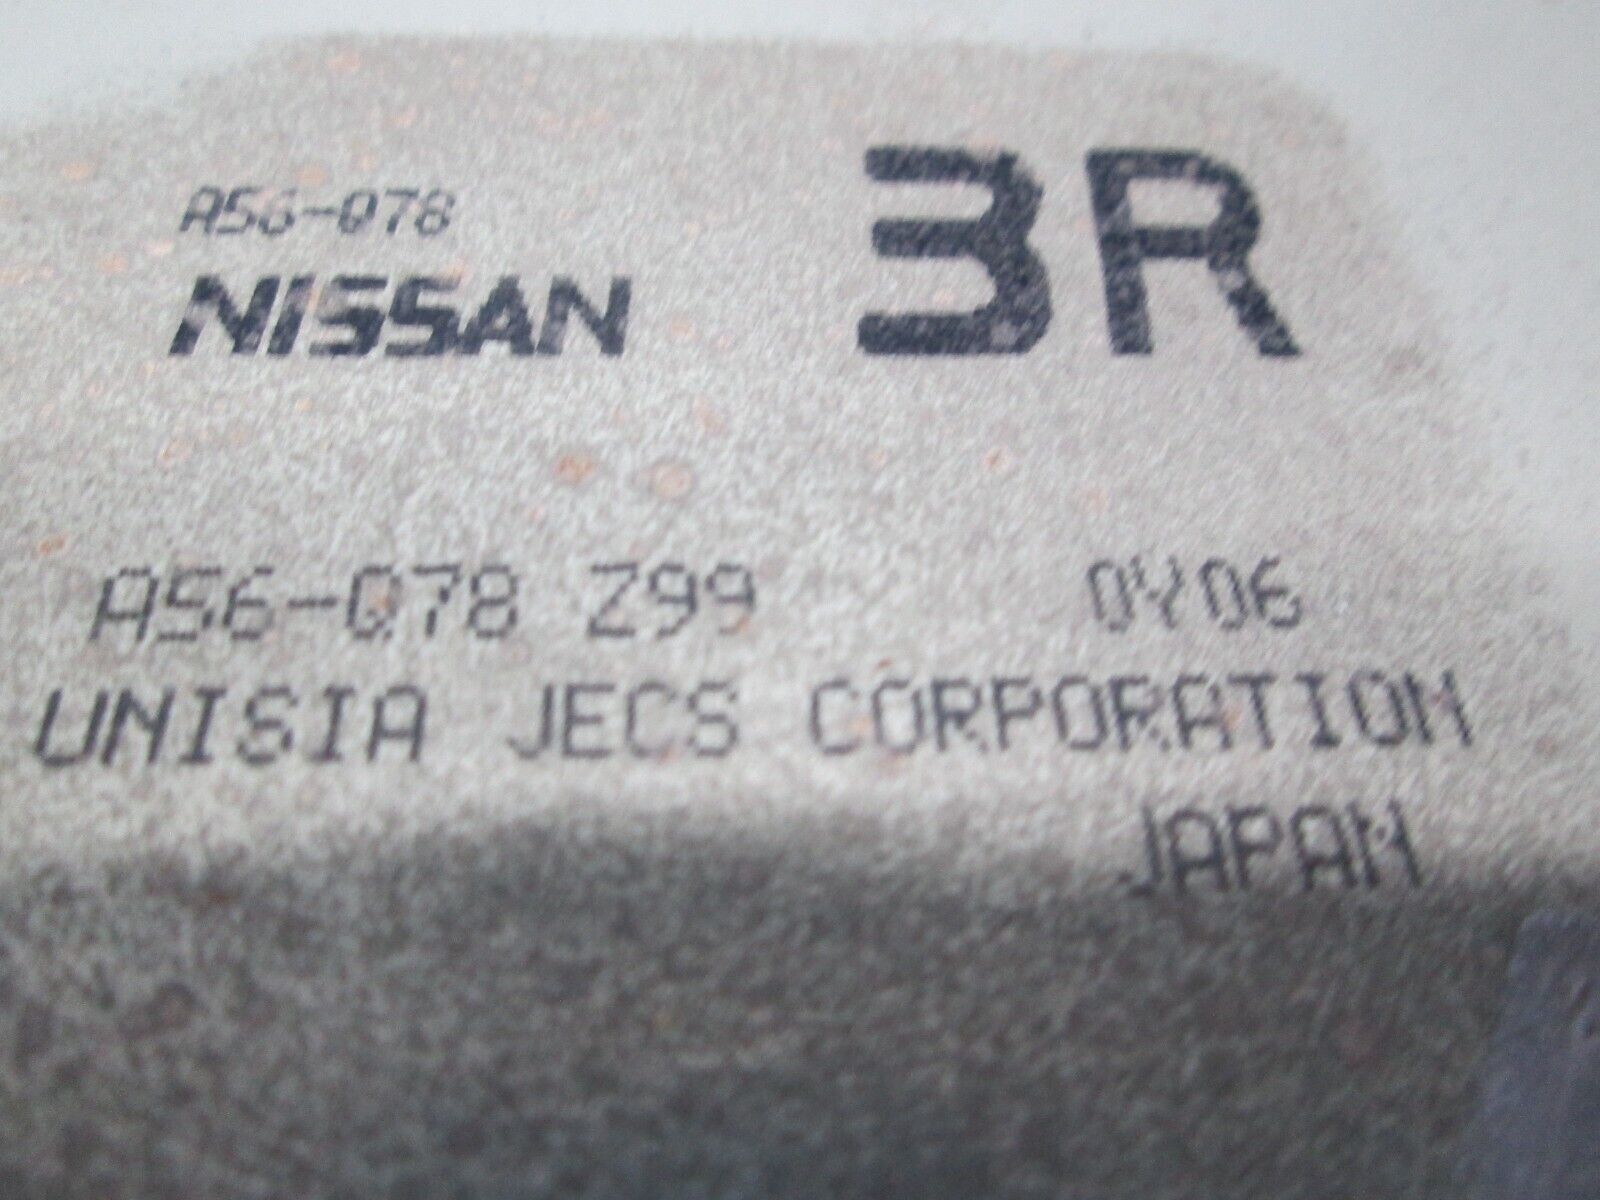 A56-Q78
NISSAN
3R
A56-Q78 Z99 0Y06
UNISIA JECS CORPORATION
JAPAN